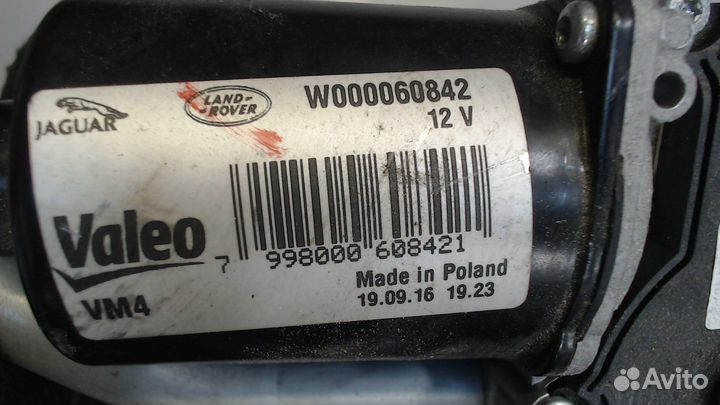 JAGUAR
LAND-
-ROVER
W000060842
12 V
Valeo
7 998000 608421
VM4
Made in Poland
19.09.16 19.23
Avito